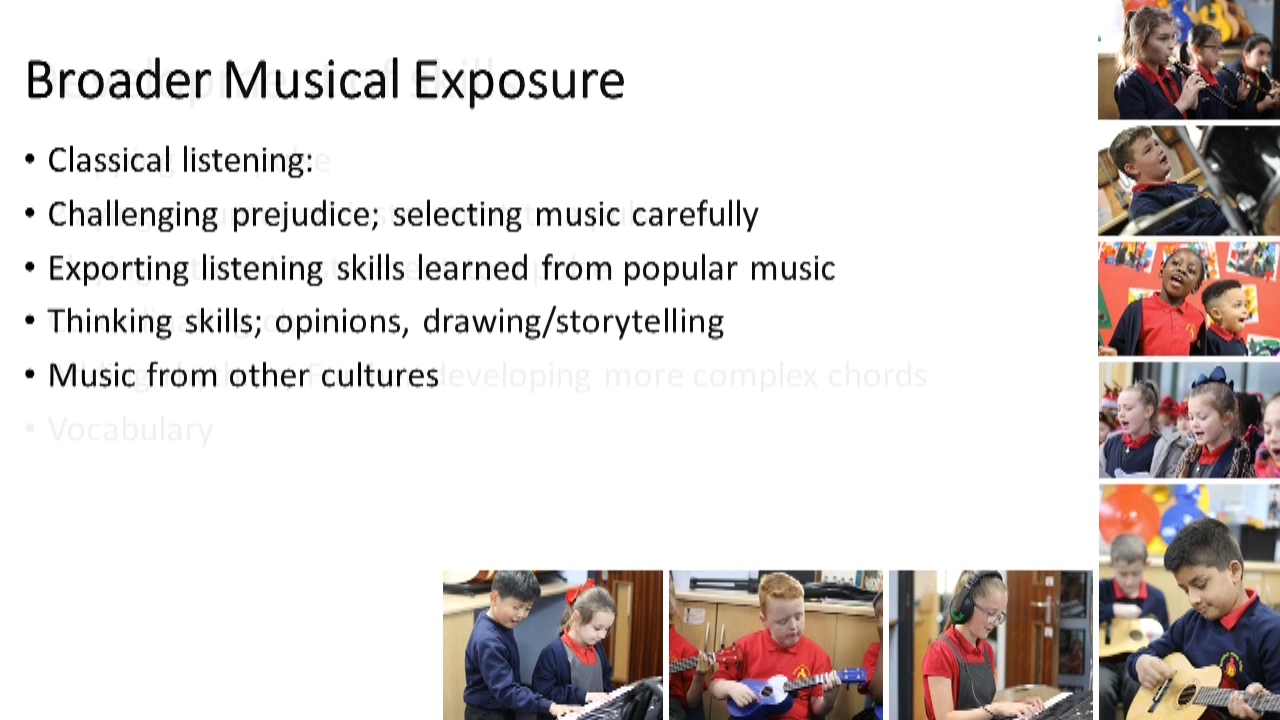 Broader Musical Exposure
• Classical listening:
• Challenging prejudice; selecting music carefully
• Exporting listening skills learned from popular music
• Thinking skills; opinions, drawing/storytelling
• Music from other cultures
developing more complex chords
• Vocabulary